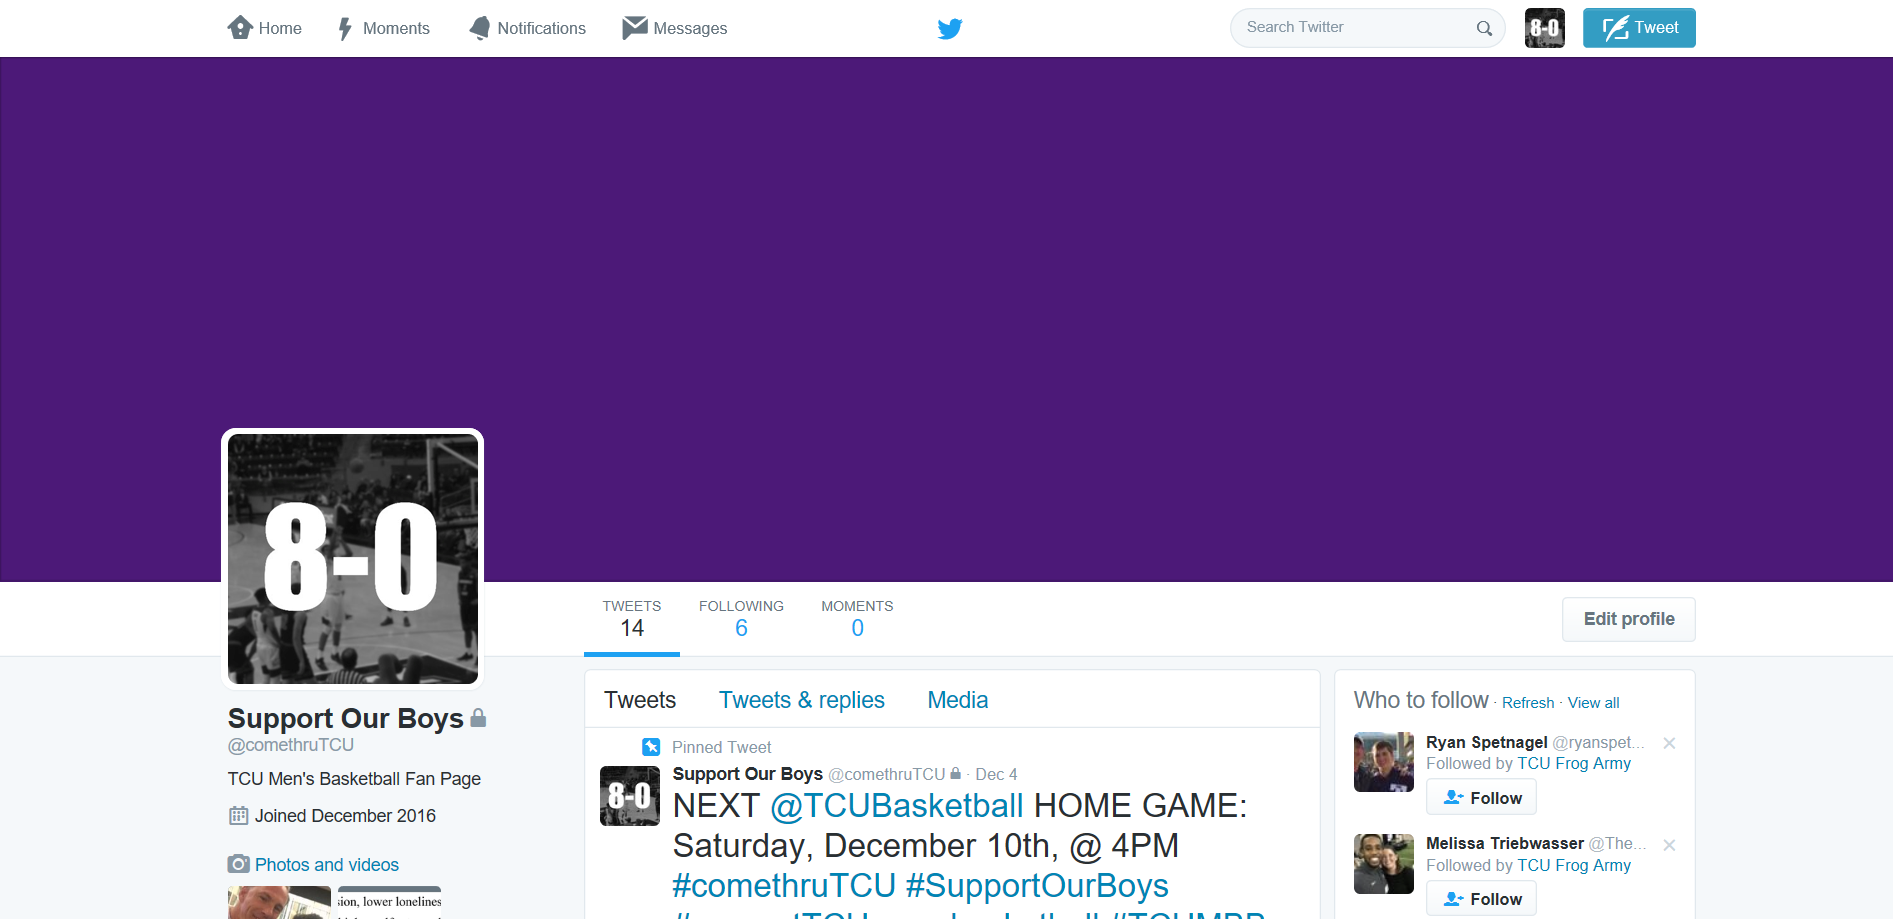 Home
Moments
Notifications
Messages
Search Twitter
8-0
Tweet
8-0
TWEETS
14
FOLLOWING
6
MOMENTS
0
Edit profile
Support Our Boys
@comethruTCU
TCU Men's Basketball Fan Page
Joined December 2016
Photos and videos
sion, lower lonelines
Tweets
Tweets & replies
Media
Pinned Tweet
8-0
Support Our Boys @comethruTCU · Dec 4
NEXT @TCUBasketball HOME GAME:
Saturday, December 10th, @ 4PM
#comethruTCU #SupportOurBoys
Who to follow · Refresh · View all
Ryan Spetnagel @ryanspet...
Followed by TCU Frog Army
Follow
Melissa Triebwasser @The...
Followed by TCU Frog Army
Follow